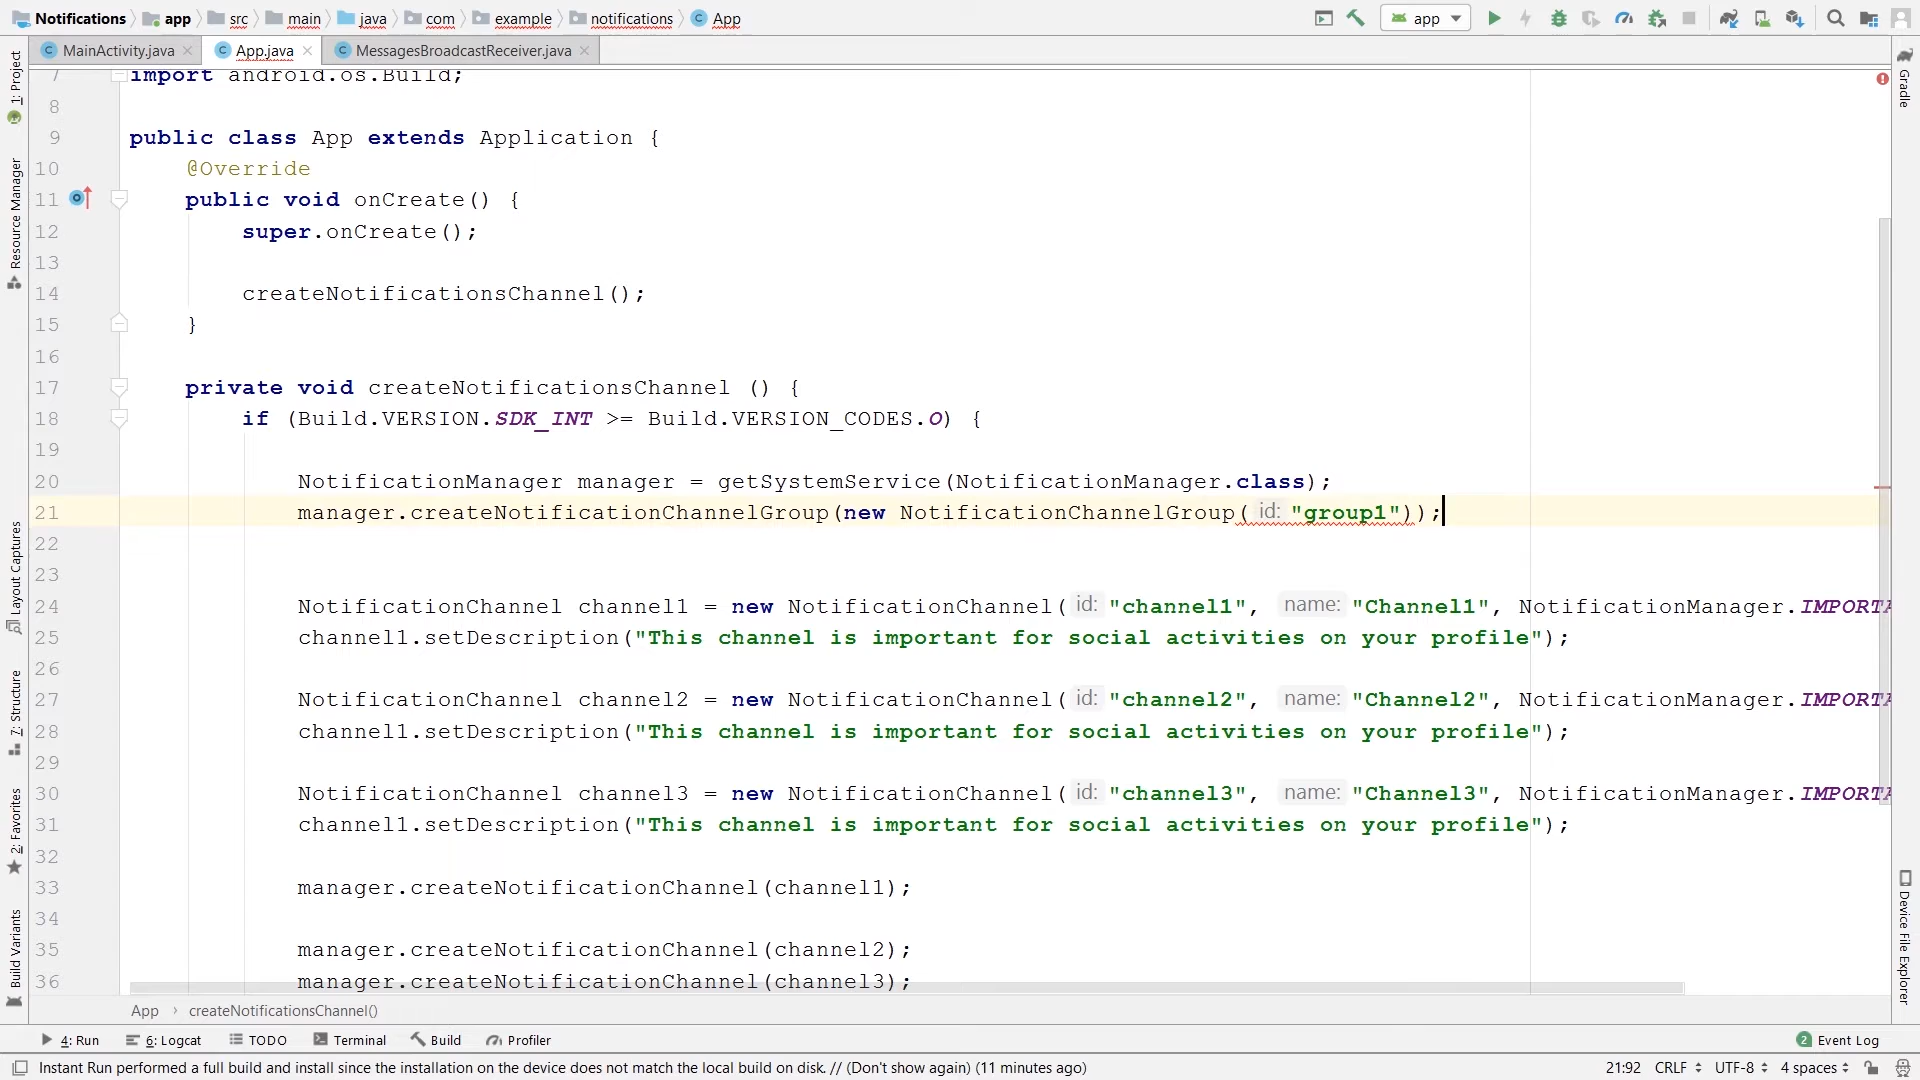 Notifications app src main java com example notifications App app
MainActivity.java App.java MessagesBroadcastReceiver.java
7 import android.os.Build;
8
9 public class App extends Application {
10 @Override
11 public void onCreate() {
12 super.onCreate();
13
14 createNotificationsChannel();
15 }
16
17 private void createNotificationsChannel () {
18 if (Build.VERSION.SDK_INT >= Build.VERSION_CODES.O) {
19
20 NotificationManager manager = getSystemService(NotificationManager.class);
21 manager.createNotificationChannelGroup(new NotificationChannelGroup( id: "group1"));
22
23
24 NotificationChannel channel1 = new NotificationChannel( id: "channel1", name: "Channel1", NotificationManager.IMPORTA
25 channel1.setDescription("This channel is important for social activities on your profile");
26
27 NotificationChannel channel2 = new NotificationChannel( id: "channel2", name: "Channel2", NotificationManager.IMPORTA
28 channel1.setDescription("This channel is important for social activities on your profile");
29
30 NotificationChannel channel3 = new NotificationChannel( id: "channel3", name: "Channel3", NotificationManager.IMPORTA
31 channel1.setDescription("This channel is important for social activities on your profile");
32
33 manager.createNotificationChannel(channel1);
34
35 manager.createNotificationChannel(channel2);
36 manager.createNotificationChannel(channel3);
App › createNotificationsChannel()
4: Run 6: Logcat TODO Terminal Build Profiler 2 Event Log
Instant Run performed a full build and install since the installation on the device does not match the local build on disk. // (Don't show again) (11 minutes ago) 21:92 CRLF UTF-8 4 spaces
1: Project
Resource Manager
Layout Captures
7: Structure
2: Favorites
Build Variants
Gradle
Device File Explorer